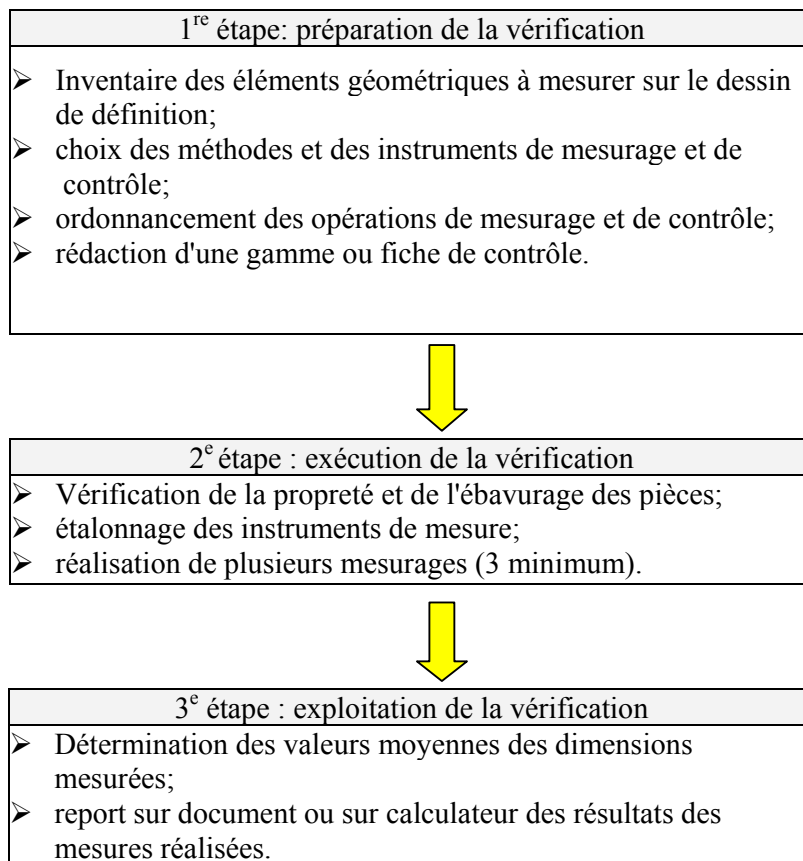 1re étape: préparation de la vérification
➢ Inventaire des éléments géométriques à mesurer sur le dessin
de définition;
➢ choix des méthodes et des instruments de mesurage et de
contrôle;
➢ ordonnancement des opérations de mesurage et de contrôle;
➢ rédaction d'une gamme ou fiche de contrôle.
2e étape : exécution de la vérification
➢ Vérification de la propreté et de l'ébavurage des pièces;
➢ étalonnage des instruments de mesure;
➢ réalisation de plusieurs mesurages (3 minimum).
3e étape : exploitation de la vérification
➢ Détermination des valeurs moyennes des dimensions
mesurées;
➢ report sur document ou sur calculateur des résultats des
mesures réalisées.